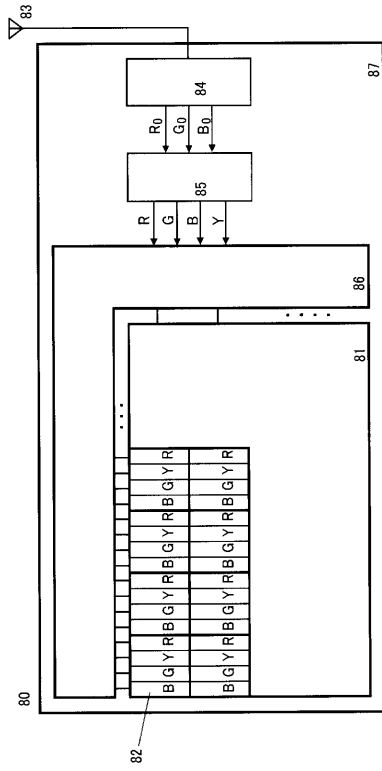 83
80
82
R₀
G₀
B₀
84
R
G
B
Y
85
. . .
B G Y R B G Y R B G Y R B G Y R
B G Y R B G Y R B G Y R B G Y R
. . . .
81
86
87